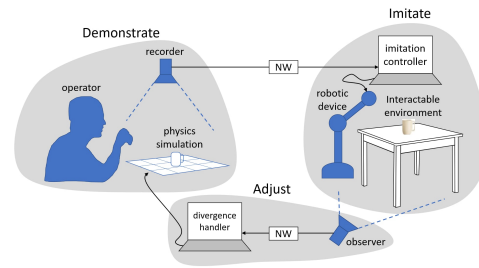 Demonstrate
Imitate
recorder
NW
imitation
controller
operator
robotic
device
Interactable
environment
physics
simulation
Adjust
divergence
handler
NW
observer